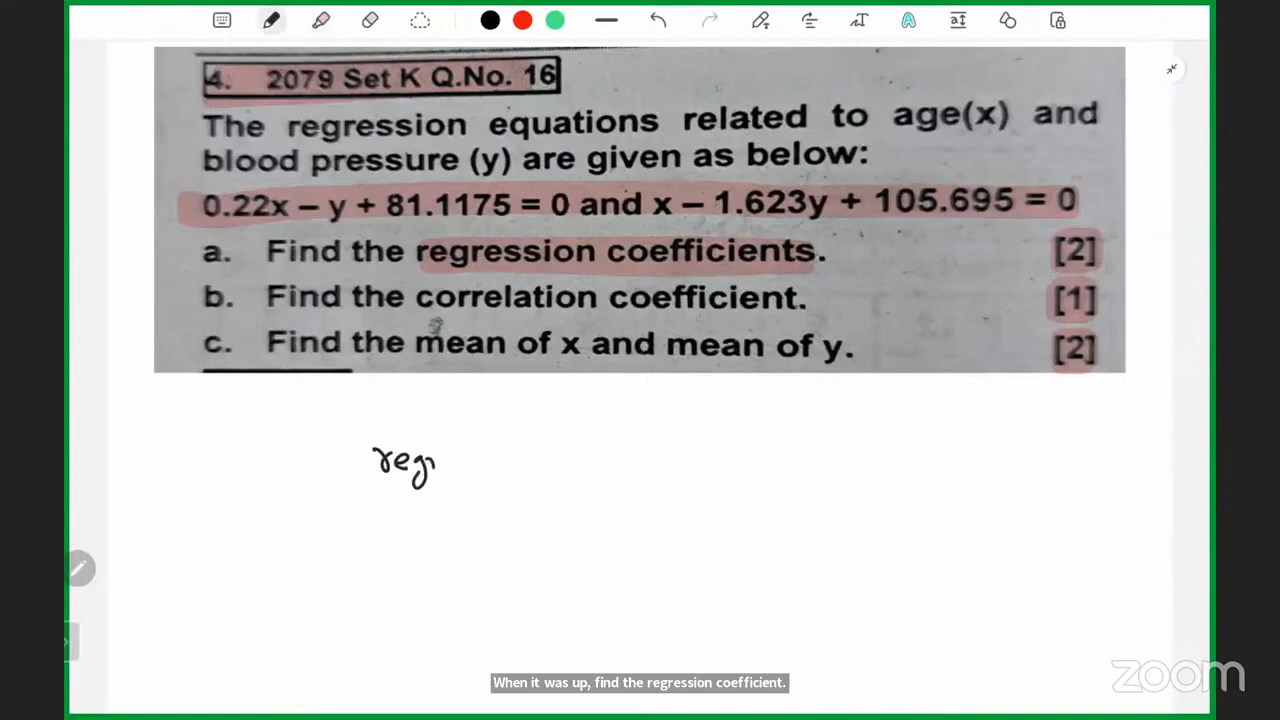 4. 2079 Set K Q.No. 16
The regression equations related to age(x) and
blood pressure (y) are given as below:
0.22x – y + 81.1175 = 0 and x – 1.623y + 105.695 = 0
a. Find the regression coefficients. [2]
b. Find the correlation coefficient. [1]
c. Find the mean of x and mean of y. [2]
reg
When it was up, find the regression coefficient.
zoom